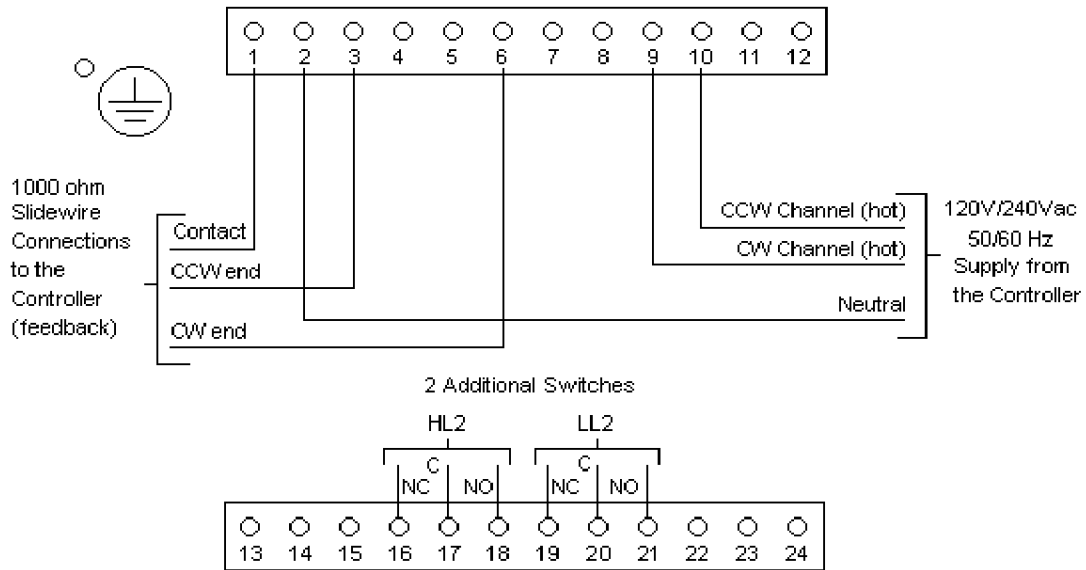 1 2 3 4 5 6 7 8 9 10 11 12
1000 ohm
Slidewire
Connections
to the
Controller
(feedback)
Contact
CCW end
CW end
CCW Channel (hot)
CW Channel (hot)
Neutral
120V/240Vac
50/60 Hz
Supply from
the Controller
2 Additional Switches
HL2
LL2
C
C
NC
NO
NC
NO
13 14 15 16 17 18 19 20 21 22 23 24